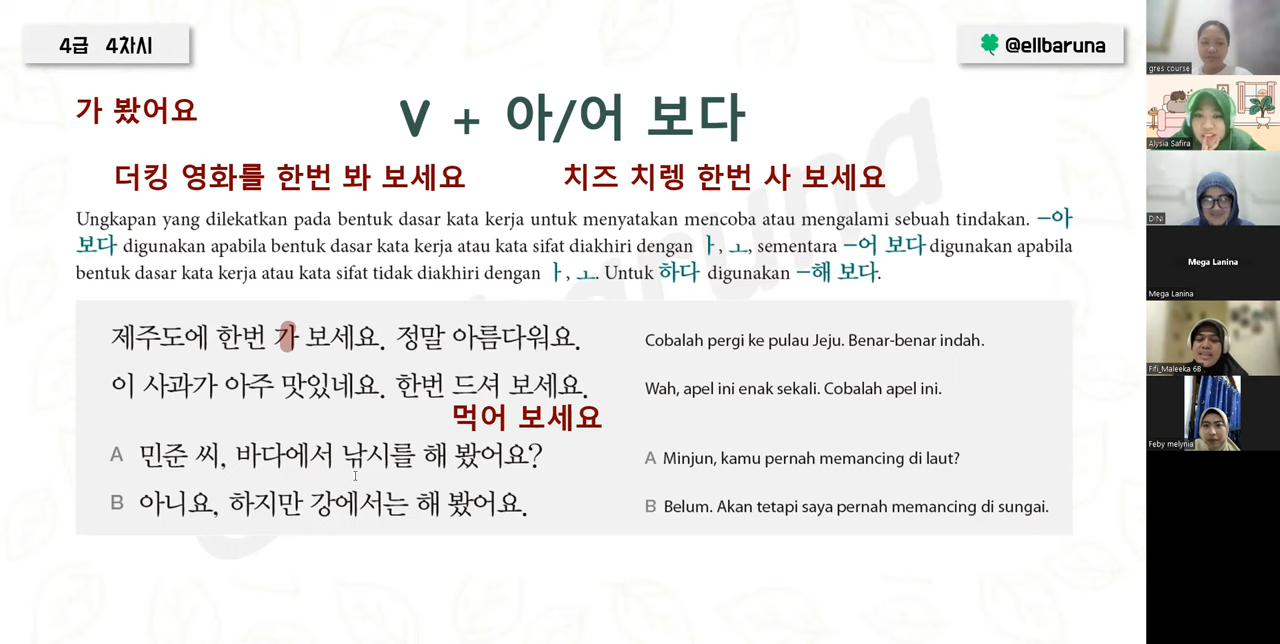 4급 4차시
@ellbaruna
가 봤어요
V + 아/어 보다
더킹 영화를 한번 봐 보세요
치즈 치렝 한번 사 보세요
Ungkapan yang dilekatkan pada bentuk dasar kata kerja untuk menyatakan mencoba atau mengalami sebuah tindakan. –아
보다 digunakan apabila bentuk dasar kata kerja atau kata sifat diakhiri dengan ㅏ, ㅗ, sementara –어 보다 digunakan apabila
bentuk dasar kata kerja atau kata sifat tidak diakhiri dengan ㅏ, ㅗ. Untuk 하다 digunakan –해 보다.
제주도에 한번 가 보세요. 정말 아름다워요.
Cobalah pergi ke pulau Jeju. Benar-benar indah.
이 사과가 아주 맛있네요. 한번 드셔 보세요.
Wah, apel ini enak sekali. Cobalah apel ini.
먹어 보세요
A 민준 씨, 바다에서 낚시를 해 봤어요?
A Minjun, kamu pernah memancing di laut?
B 아니요, 하지만 강에서는 해 봤어요.
B Belum. Akan tetapi saya pernah memancing di sungai.
gres course
Alysia Safira
DINI
Mega Lanina
Mega Lanina
Fifi_Maleeka 6B
Feby melynia